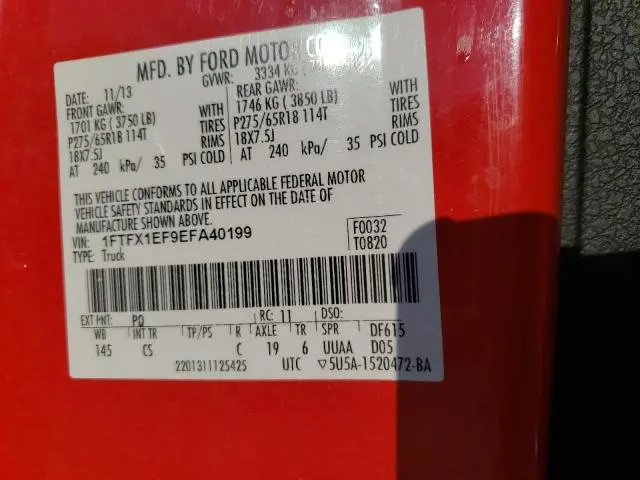 MFD. BY FORD MOTOR CO
DATE: 11/13 GVWR: 3334 KG
FRONT GAWR: REAR GAWR:
1701 KG ( 3750 LB) WITH 1746 KG ( 3850 LB) WITH
P275/65R18 114T TIRES P275/65R18 114T TIRES
18X7.5J RIMS 18X7.5J RIMS
AT 240 kPa/ 35 PSI COLD AT 240 kPa/ 35 PSI COLD
THIS VEHICLE CONFORMS TO ALL APPLICABLE FEDERAL MOTOR
VEHICLE SAFETY STANDARDS IN EFFECT ON THE DATE OF
MANUFACTURE SHOWN ABOVE.
VIN: 1FTFX1EF9EFA40199 F0032
TYPE: Truck T0820
EXT PNT: PQ RC: 11 DSO:
WB INT TR TP/PS R AXLE TR SPR DF615
145 CS C 19 6 UUAA D05
2201311125425 UTC ▽5U5A-1520472-BA